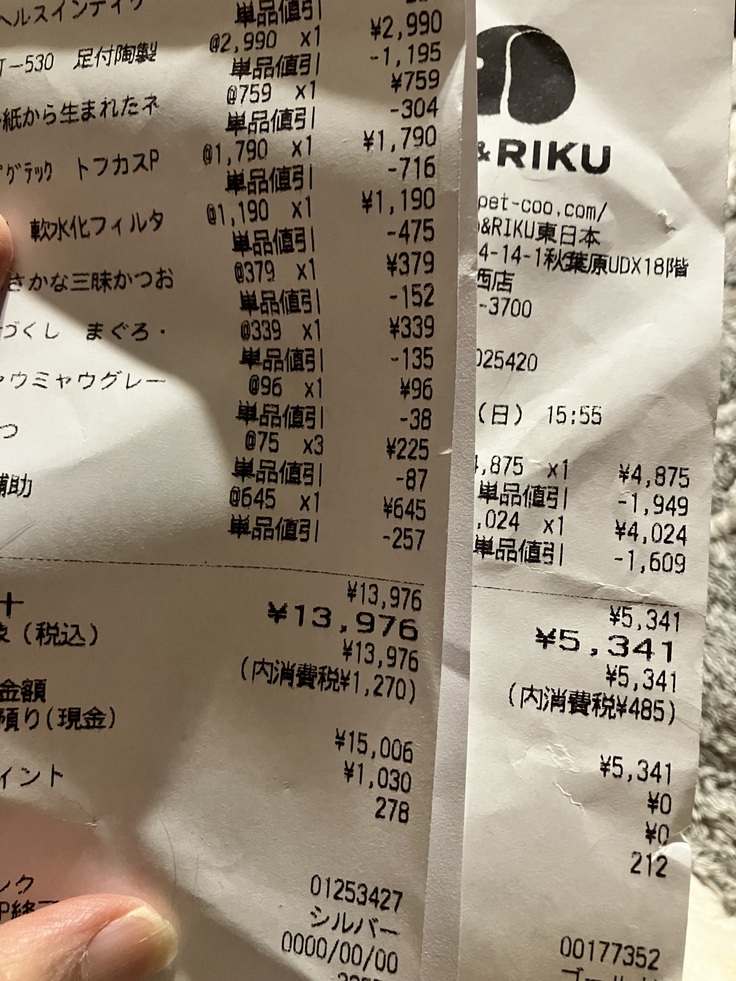 ヘルスインディケ
単品値引
@2,990 x1 ¥2,990
T-530 足付陶製
単品値引 -1,195
@759 x1 ¥759
紙から生まれたネ
単品値引 -304
@1,790 x1 ¥1,790
グテック トフカスP
単品値引 -716
@1,190 x1 ¥1,190
軟水化フィルタ
単品値引 -475
@379 x1 ¥379
さかな三昧かつお
単品値引 -152
@339 x1 ¥339
づくし まぐろ・
単品値引 -135
@96 x1 ¥96
ャウミャウグレー
単品値引 -38
@75 x3 ¥225
つ
単品値引 -87
@645 x1 ¥645
補助
単品値引 -257
¥13,976
計 ¥13,976
象(税込) ¥13,976
(内消費税¥1,270)
金額
預り(現金) ¥15,006
¥1,030
イント 278
01253427
ンク シルバー
0000/00/00
&RIKU
pet-coo.com/
&RIKU東日本
4-14-1秋葉原UDX18階
西店
-3700
025420
(日) 15:55
4,875 x1 ¥4,875
単品値引 -1,949
,024 x1 ¥4,024
単品値引 -1,609
¥5,341
¥5,341
¥5,341
(内消費税¥485)
¥5,341
¥0
¥0
212
00177352